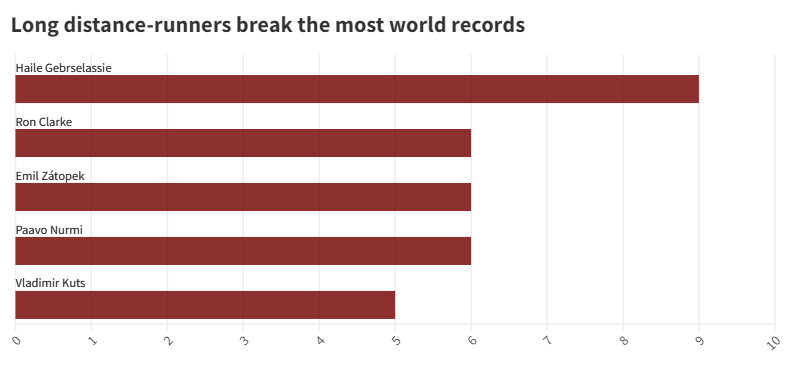 Long distance-runners break the most world records
Haile Gebrselassie
Ron Clarke
Emil Zátopek
Paavo Nurmi
Vladimir Kuts
0 1 2 3 4 5 6 7 8 9 10